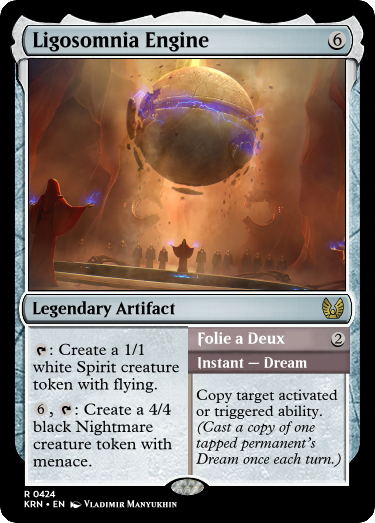 Ligosomnia Engine 6
Legendary Artifact
: Create a 1/1
white Spirit creature
token with flying.
6 , : Create a 4/4
black Nightmare
creature token with
menace.
Folie a Deux 2
Instant — Dream
Copy target activated
or triggered ability.
(Cast a copy of one
tapped permanent's
Dream once each turn.)
R 0424
KRN • EN Vladimir Manyukhin